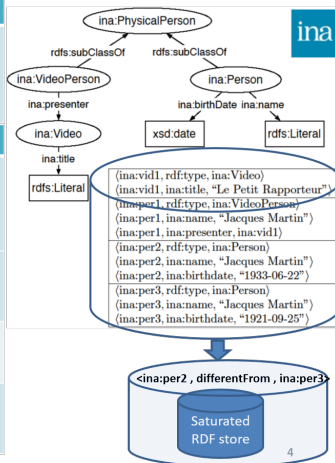 ina:PhysicalPerson
ina
rdfs:subClassOf rdfs:subClassOf
ina:VideoPerson ina:Person
ina:presenter ina:birthDate ina:name
ina:Video xsd:date rdfs:Literal
ina:title
rdfs:Literal
⟨ina:vid1, rdf:type, ina:Video⟩
⟨ina:vid1, ina:title, “Le Petit Rapporteur”⟩
⟨ina:per1, rdf:type, ina:VideoPerson⟩
⟨ina:per1, ina:name, “Jacques Martin”⟩
⟨ina:per1, ina:presenter, ina:vid1⟩
⟨ina:per2, rdf:type, ina:Person⟩
⟨ina:per2, ina:name, “Jacques Martin”⟩
⟨ina:per2, ina:birthdate, “1933-06-22”⟩
⟨ina:per3, rdf:type, ina:Person⟩
⟨ina:per3, ina:name, “Jacques Martin”⟩
⟨ina:per3, ina:birthdate, “1921-09-25”⟩
<ina:per2 , differentFrom , ina:per3>
Saturated
RDF store
4